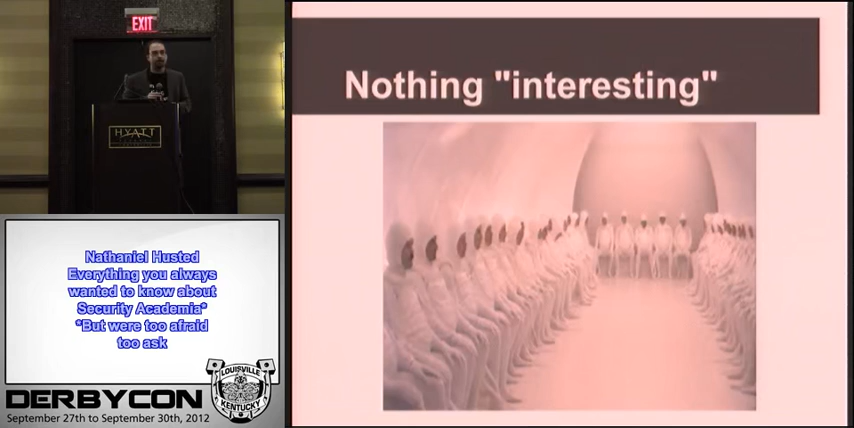 EXIT
HYATT
Nothing "interesting"
Nathaniel Husted
Everything you always
wanted to know about
Security Academia*
*But were too afraid
too ask
LOUISVILLE
KENTUCKY
DERBYCON
September 27th to September 30th, 2012